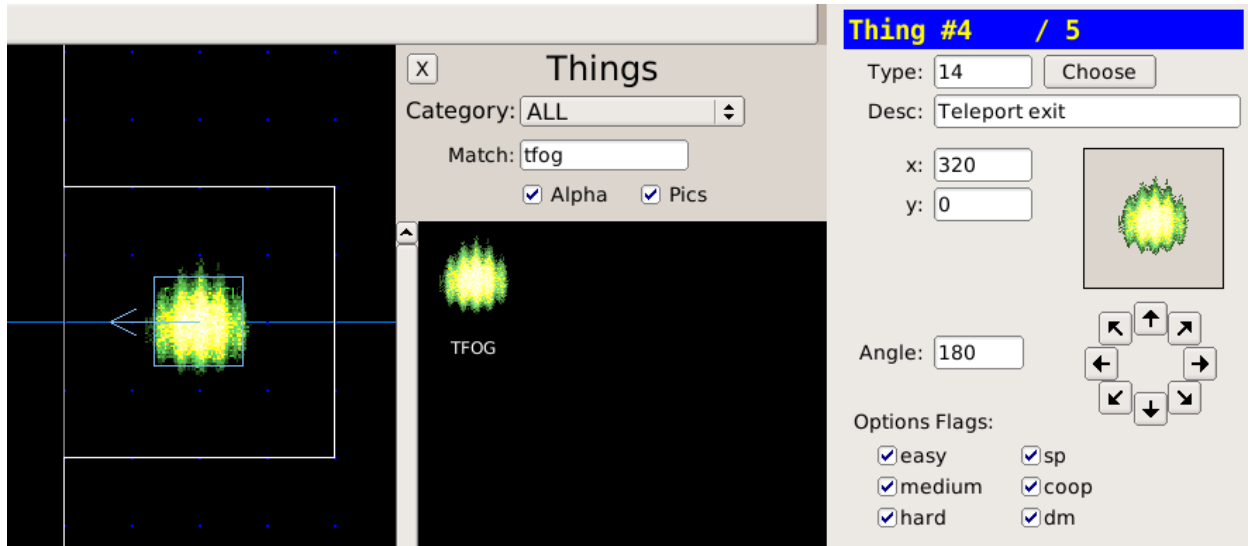 X Things
Category: ALL
Match: tfog
Alpha Pics
TFOG
Thing #4 / 5
Type: 14 Choose
Desc: Teleport exit
x: 320
y: 0
Angle: 180
Options Flags:
easy sp
medium coop
hard dm